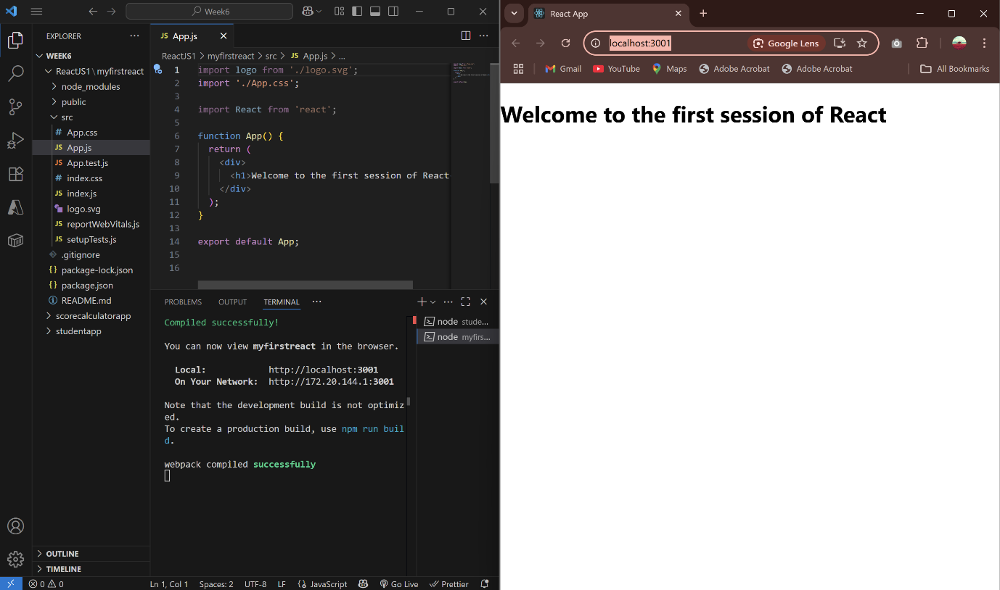 Week6
EXPLORER
WEEK6
ReactJS1\myfirstreact
node_modules
public
src
# App.css
JS App.js
JS App.test.js
# index.css
JS index.js
logo.svg
JS reportWebVitals.js
JS setupTests.js
.gitignore
{} package-lock.json
{} package.json
README.md
scorecalculatorapp
studentapp
OUTLINE
TIMELINE
JS App.js
ReactJS1 > myfirstreact > src > JS App.js > ...
1 import logo from './logo.svg';
2 import './App.css';
3
4 import React from 'react';
5
6 function App() {
7 return (
8 <div>
9 <h1>Welcome to the first session of React
10 </div>
11 );
12 }
13
14 export default App;
15
16
PROBLEMS OUTPUT TERMINAL
Compiled successfully!
You can now view myfirstreact in the browser.
Local: http://localhost:3001
On Your Network: http://172.20.144.1:3001
Note that the development build is not optimiz
ed.
To create a production build, use npm run buil
d.
webpack compiled successfully
node stude...
node myfirs...
0 0 Ln 1, Col 1 Spaces: 2 UTF-8 LF {} JavaScript Go Live Prettier
React App
localhost:3001 Google Lens
Gmail YouTube Maps Adobe Acrobat Adobe Acrobat All Bookmarks
Welcome to the first session of React